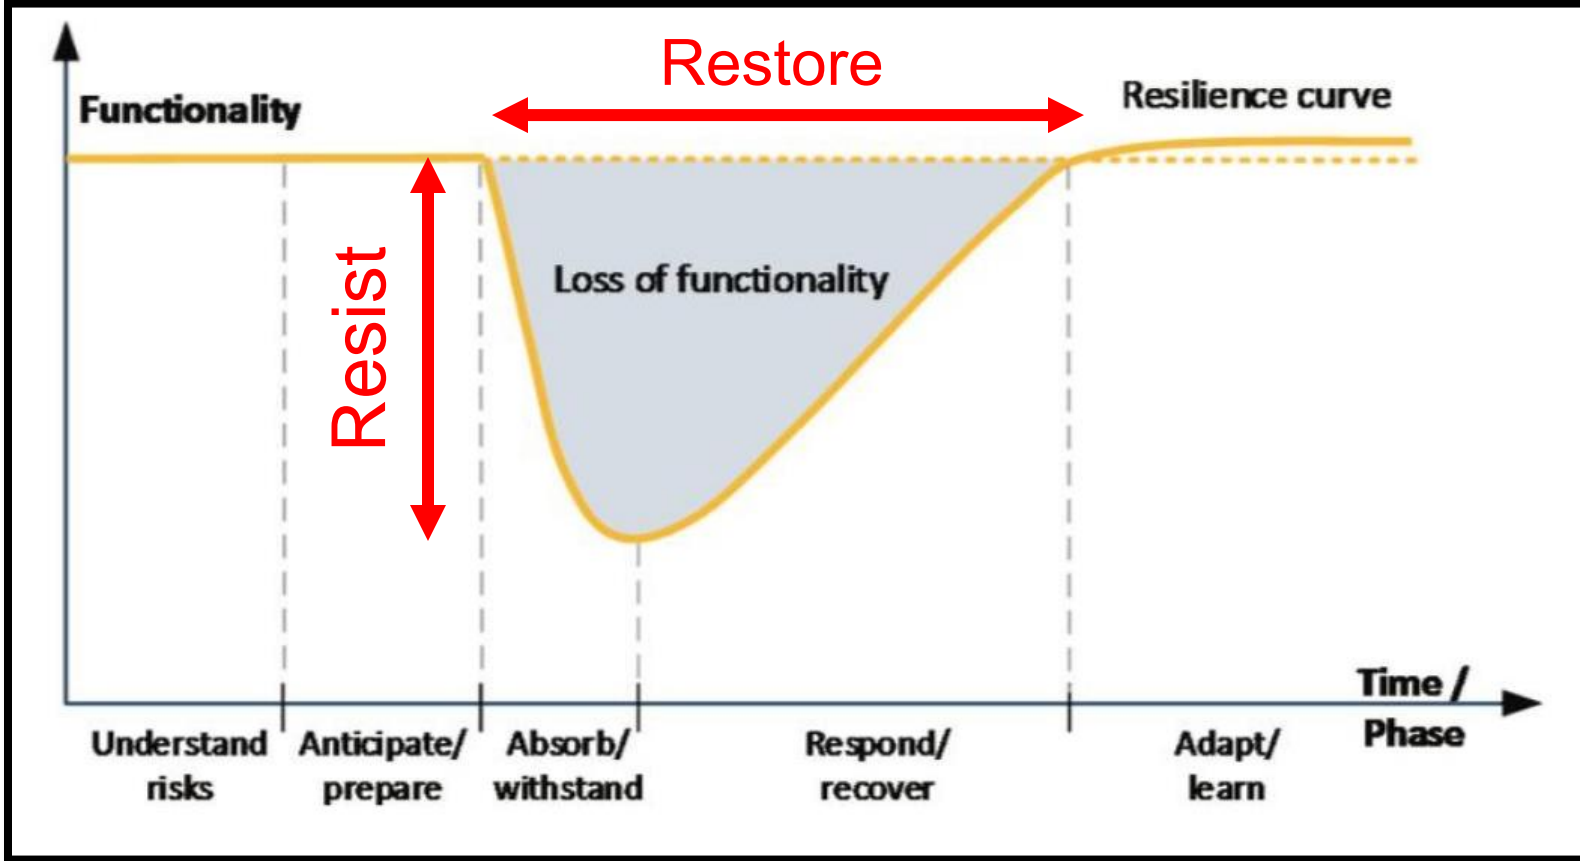 Restore
Functionality
Resilience curve
Resist
Loss of functionality
Time /
Phase
Understand
risks
Anticipate/
prepare
Absorb/
withstand
Respond/
recover
Adapt/
learn